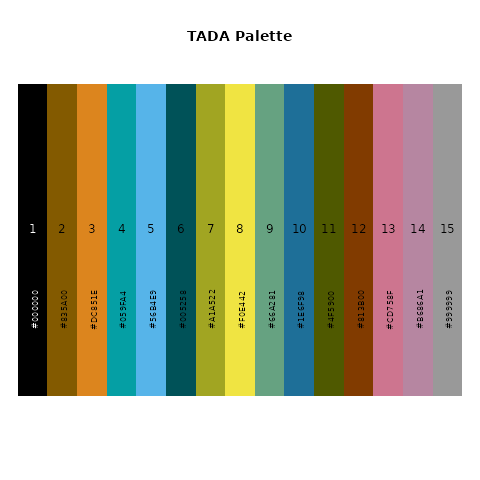 TADA Palette
1 2 3 4 5 6 7 8 9 10 11 12 13 14 15
#000000
#835A00
#DC851E
#059FA4
#56B4E9
#005258
#A1A522
#F0E442
#66A281
#1E6F98
#4F5900
#813B00
#CD758F
#B686A1
#999999